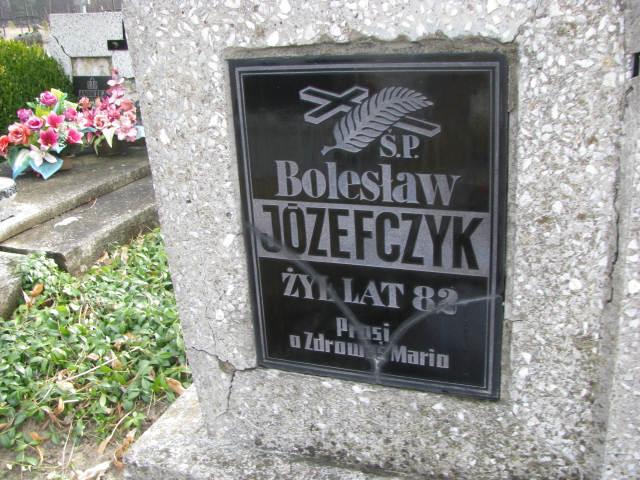 Ś.P.
Bolesław
JÓZEFCZYK
ŻYŁ LAT 82
Prosi
o Zdrowaś Mario